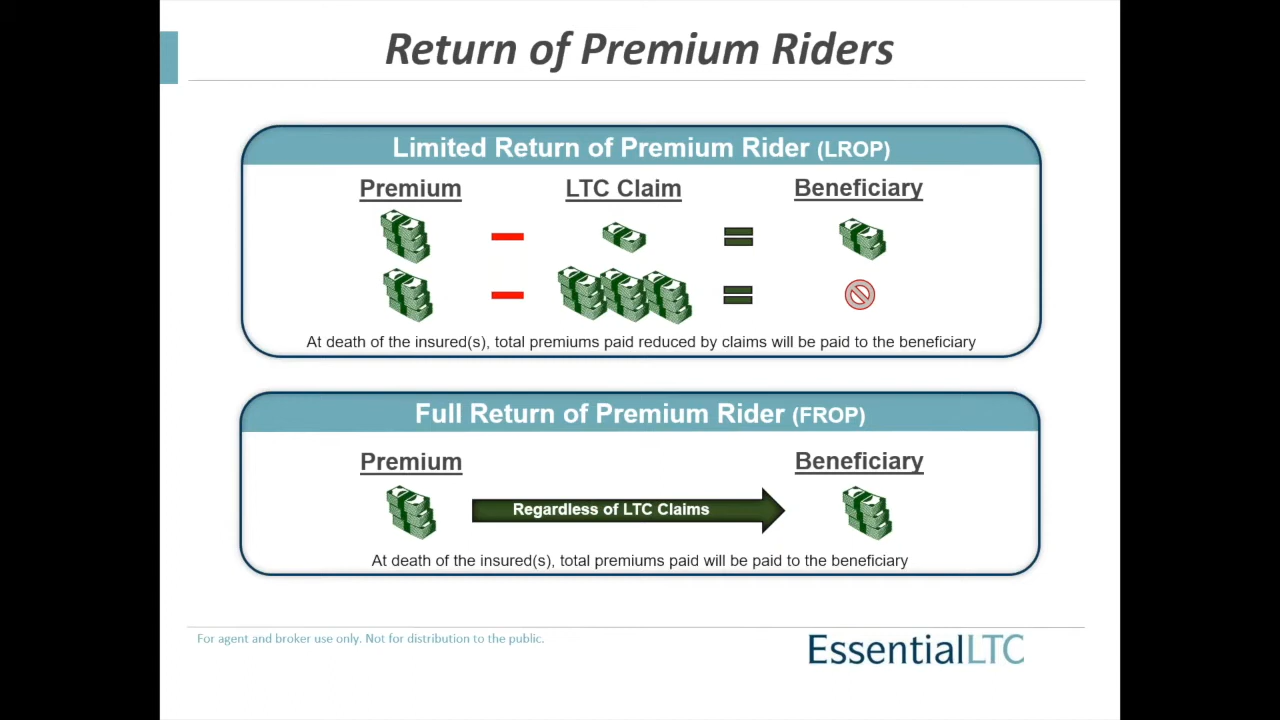 Return of Premium Riders
Limited Return of Premium Rider (LROP)
Premium LTC Claim Beneficiary
At death of the insured(s), total premiums paid reduced by claims will be paid to the beneficiary
Full Return of Premium Rider (FROP)
Premium Beneficiary
Regardless of LTC Claims
At death of the insured(s), total premiums paid will be paid to the beneficiary
For agent and broker use only. Not for distribution to the public.
EssentialLTC